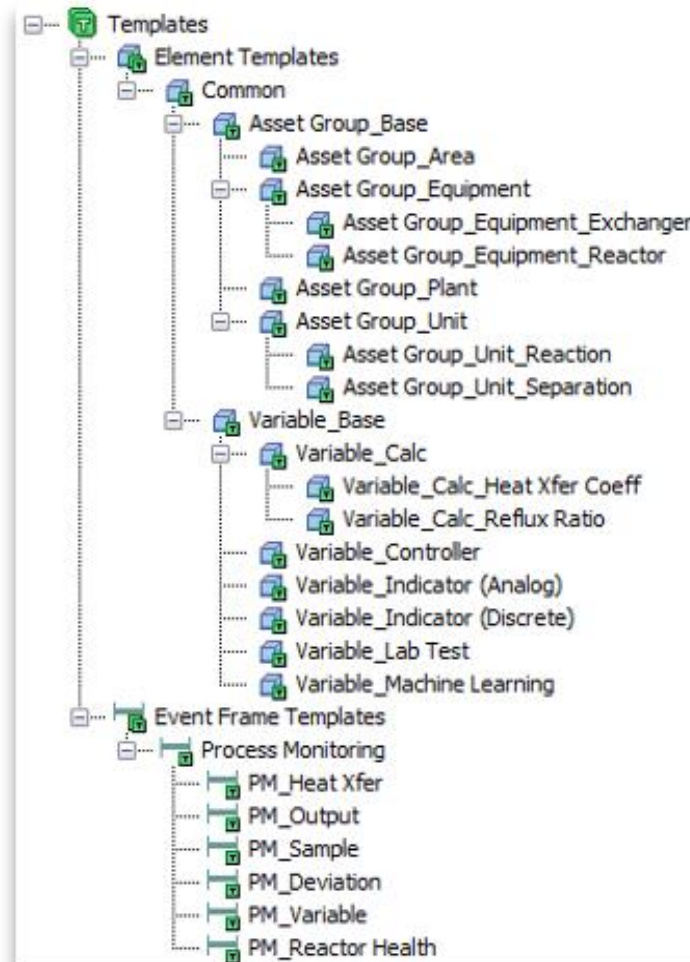 Templates
Element Templates
Common
Asset Group_Base
Asset Group_Area
Asset Group_Equipment
Asset Group_Equipment_Exchanger
Asset Group_Equipment_Reactor
Asset Group_Plant
Asset Group_Unit
Asset Group_Unit_Reaction
Asset Group_Unit_Separation
Variable_Base
Variable_Calc
Variable_Calc_Heat Xfer Coeff
Variable_Calc_Reflux Ratio
Variable_Controller
Variable_Indicator (Analog)
Variable_Indicator (Discrete)
Variable_Lab Test
Variable_Machine Learning
Event Frame Templates
Process Monitoring
PM_Heat Xfer
PM_Output
PM_Sample
PM_Deviation
PM_Variable
PM_Reactor Health